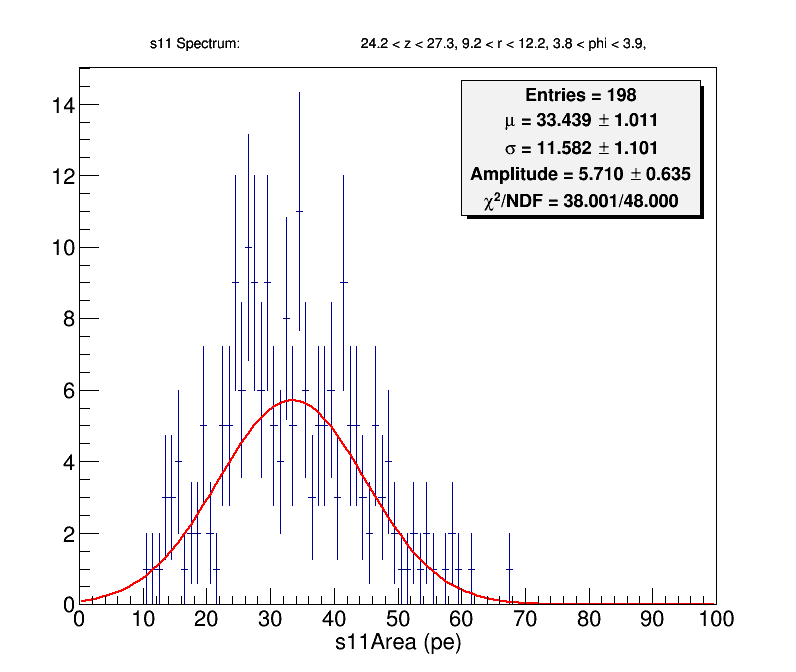 s11 Spectrum: 24.2 < z < 27.3, 9.2 < r < 12.2, 3.8 < phi < 3.9,
Entries = 198
μ = 33.439 ± 1.011
σ = 11.582 ± 1.101
Amplitude = 5.710 ± 0.635
χ²/NDF = 38.001/48.000
14
12
10
8
6
4
2
0
0 10 20 30 40 50 60 70 80 90 100
s11Area (pe)